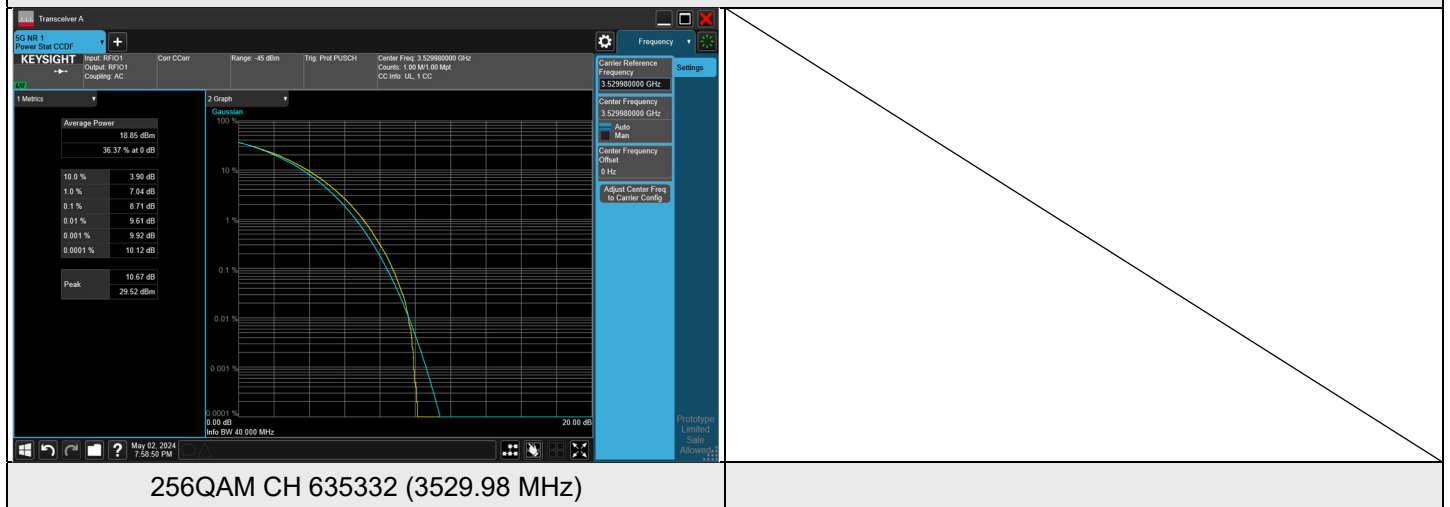 Transceiver A
5G NR 1
Power Stat CCDF
+
Frequency
KEYSIGHT
LXI
Input: RFIO1
Output: RFIO1
Coupling: AC
Corr CCorr
Range: -45 dBm
Trig: Prot PUSCH
Center Freq: 3.529980000 GHz
Counts: 1.00 M/1.00 Mpt
CC Info: UL, 1 CC
Carrier Reference
Frequency
3.529980000 GHz
Settings
Center Frequency
3.529980000 GHz
Auto
Man
Center Frequency
Offset
0 Hz
Adjust Center Freq
to Carrier Config
1 Metrics
Average Power
18.85 dBm
36.37 % at 0 dB
10.0 % 3.90 dB
1.0 % 7.04 dB
0.1 % 8.71 dB
0.01 % 9.61 dB
0.001 % 9.92 dB
0.0001 % 10.12 dB
Peak 10.67 dB
29.52 dBm
2 Graph
Gaussian
100 %
10 %
1 %
0.1 %
0.01 %
0.001 %
0.0001 %
0.00 dB 20.00 dB
Info BW 40.000 MHz
Prototype
Limited
Sale
Allowed
?
May 02, 2024
7:58:50 PM
256QAM CH 635332 (3529.98 MHz)